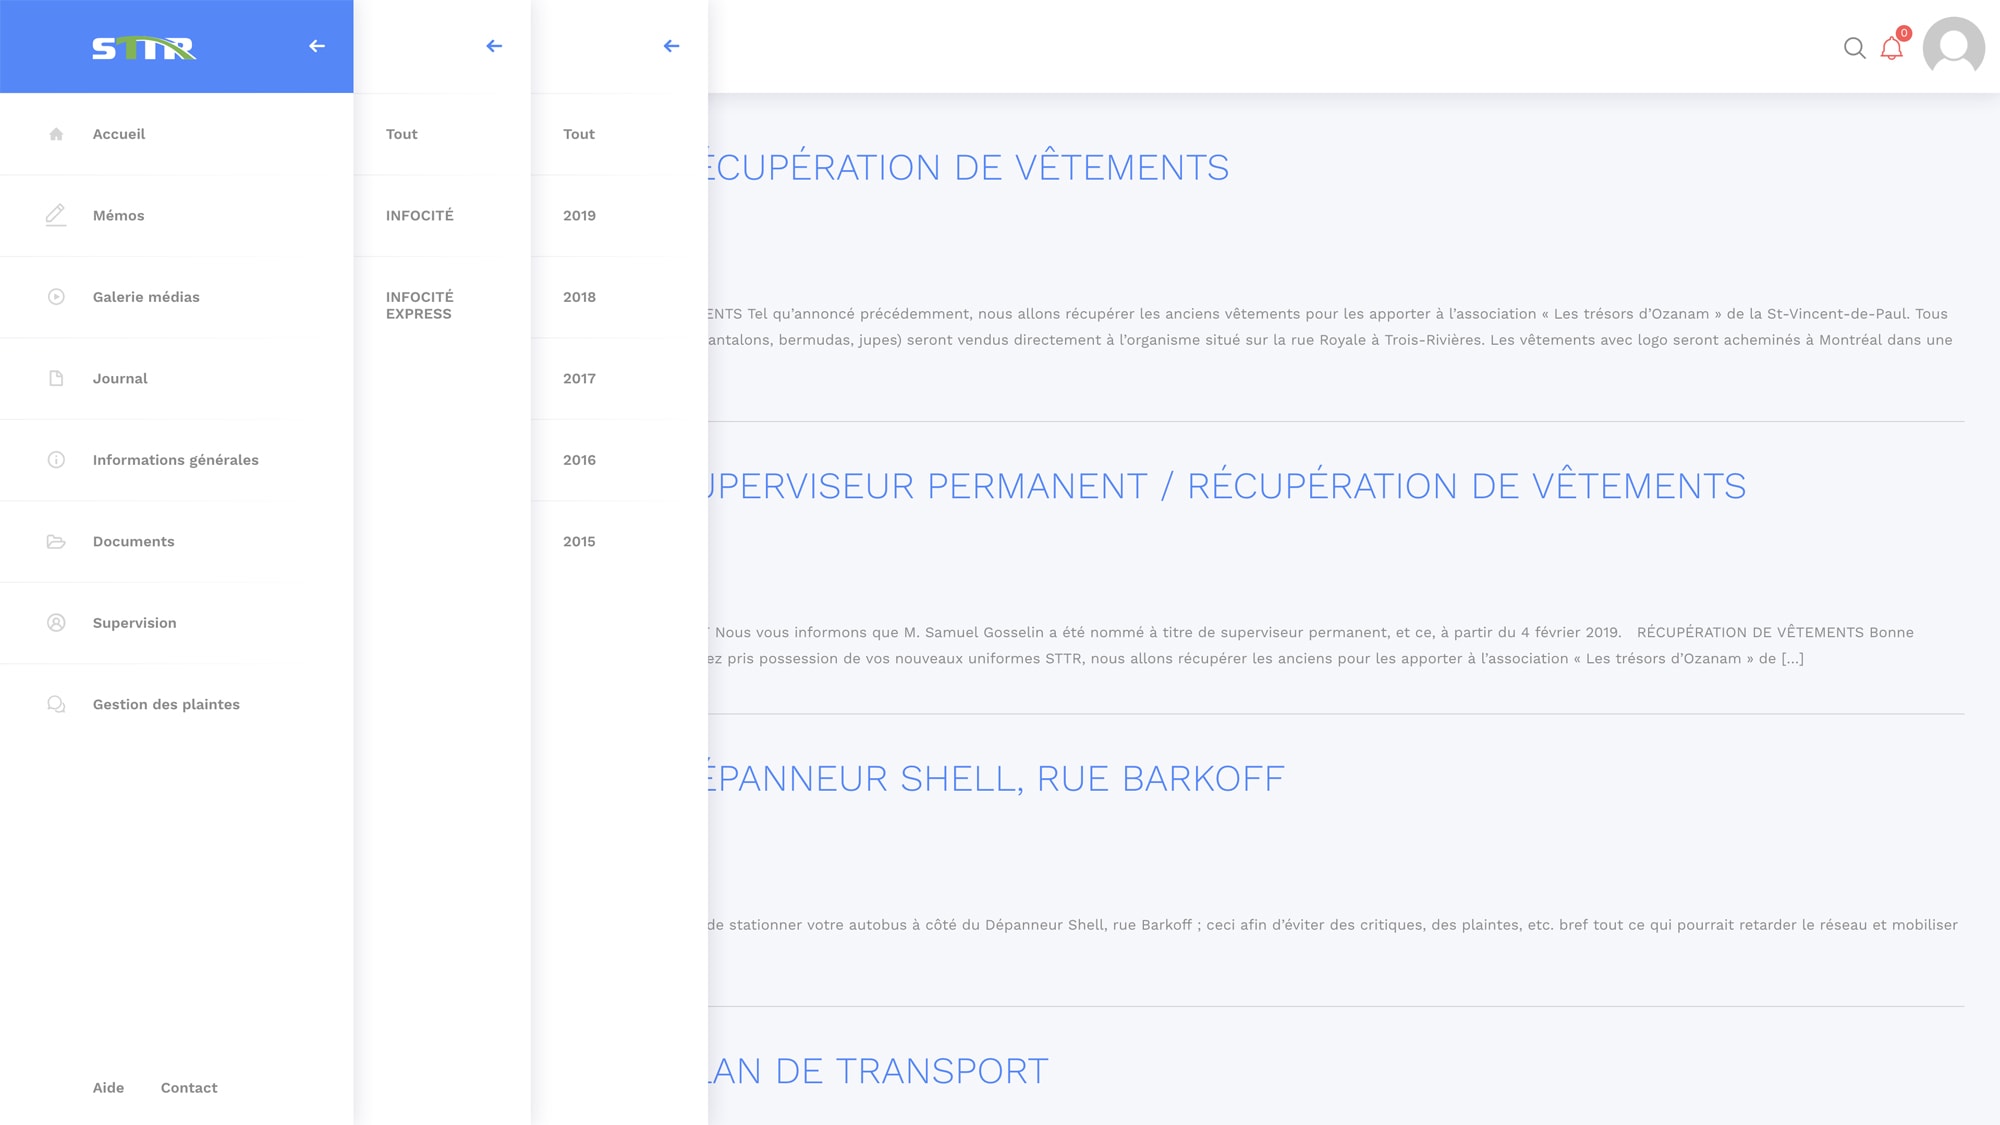 STTR
Accueil
Mémos
Galerie médias
Journal
Informations générales
Documents
Supervision
Gestion des plaintes
Aide
Contact
Tout
INFOCITÉ
INFOCITÉ
EXPRESS
Tout
2019
2018
2017
2016
2015
0
ÉCUPÉRATION DE VÊTEMENTS
ENTS Tel qu’annoncé précédemment, nous allons récupérer les anciens vêtements pour les apporter à l’association « Les trésors d’Ozanam » de la St-Vincent-de-Paul. Tous
antalons, bermudas, jupes) seront vendus directement à l’organisme situé sur la rue Royale à Trois-Rivières. Les vêtements avec logo seront acheminés à Montréal dans une
UPERVISEUR PERMANENT / RÉCUPÉRATION DE VÊTEMENTS
Nous vous informons que M. Samuel Gosselin a été nommé à titre de superviseur permanent, et ce, à partir du 4 février 2019. RÉCUPÉRATION DE VÊTEMENTS Bonne
ez pris possession de vos nouveaux uniformes STTR, nous allons récupérer les anciens pour les apporter à l’association « Les trésors d’Ozanam » de [...]
ÉPANNEUR SHELL, RUE BARKOFF
de stationner votre autobus à côté du Dépanneur Shell, rue Barkoff ; ceci afin d’éviter des critiques, des plaintes, etc. bref tout ce qui pourrait retarder le réseau et mobiliser
LAN DE TRANSPORT